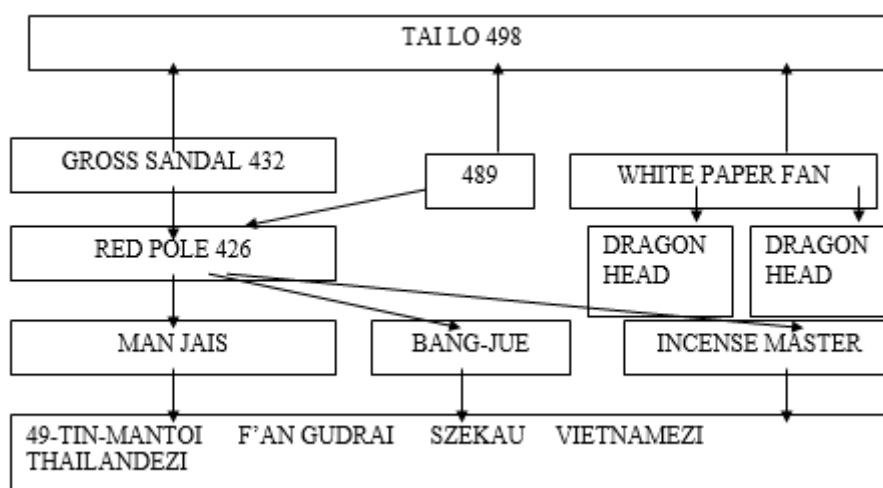 TAI LO 498
GROSS SANDAL 432
489
WHITE PAPER FAN
RED POLE 426
DRAGON
HEAD
DRAGON
HEAD
MAN JAIS
BANG-JUE
INCENSE MASTER
49-TIN-MANTOI F'AN GUDRAI SZEKAU VIETNAMEZI
THAILANDEZI